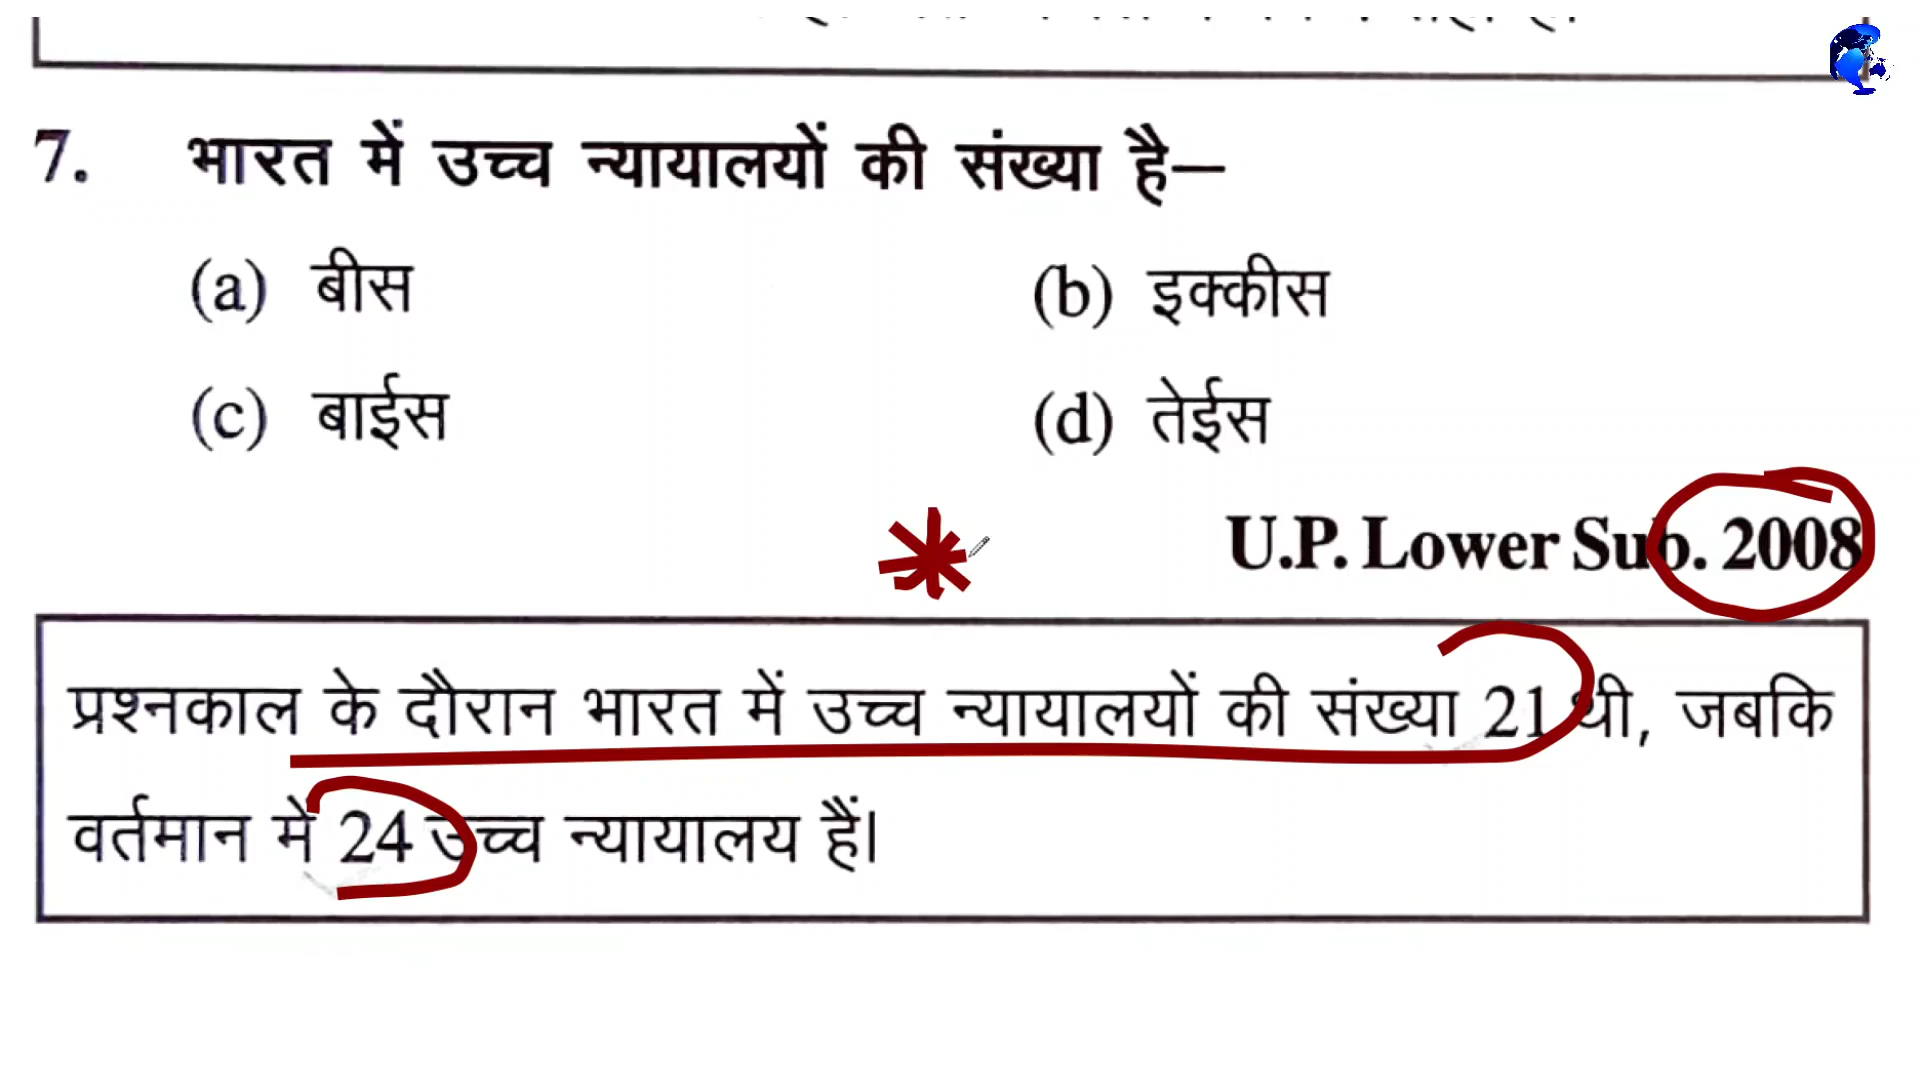 7. भारत में उच्च न्यायालयों की संख्या है—
(a) बीस (b) इक्कीस
(c) बाईस (d) तेईस
U.P. Lower Sub. 2008
प्रश्नकाल के दौरान भारत में उच्च न्यायालयों की संख्या 21 थी, जबकि
वर्तमान में 24 उच्च न्यायालय हैं।